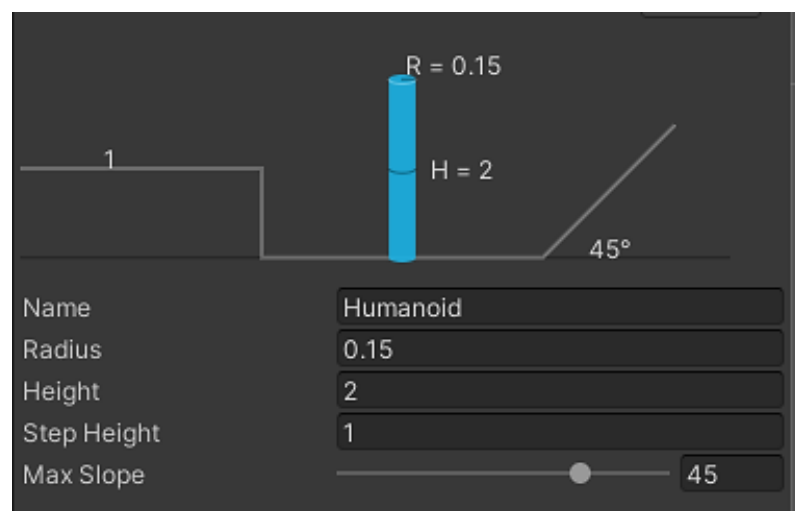 R = 0.15
1
H = 2
45°
Name Humanoid
Radius 0.15
Height 2
Step Height 1
Max Slope 45